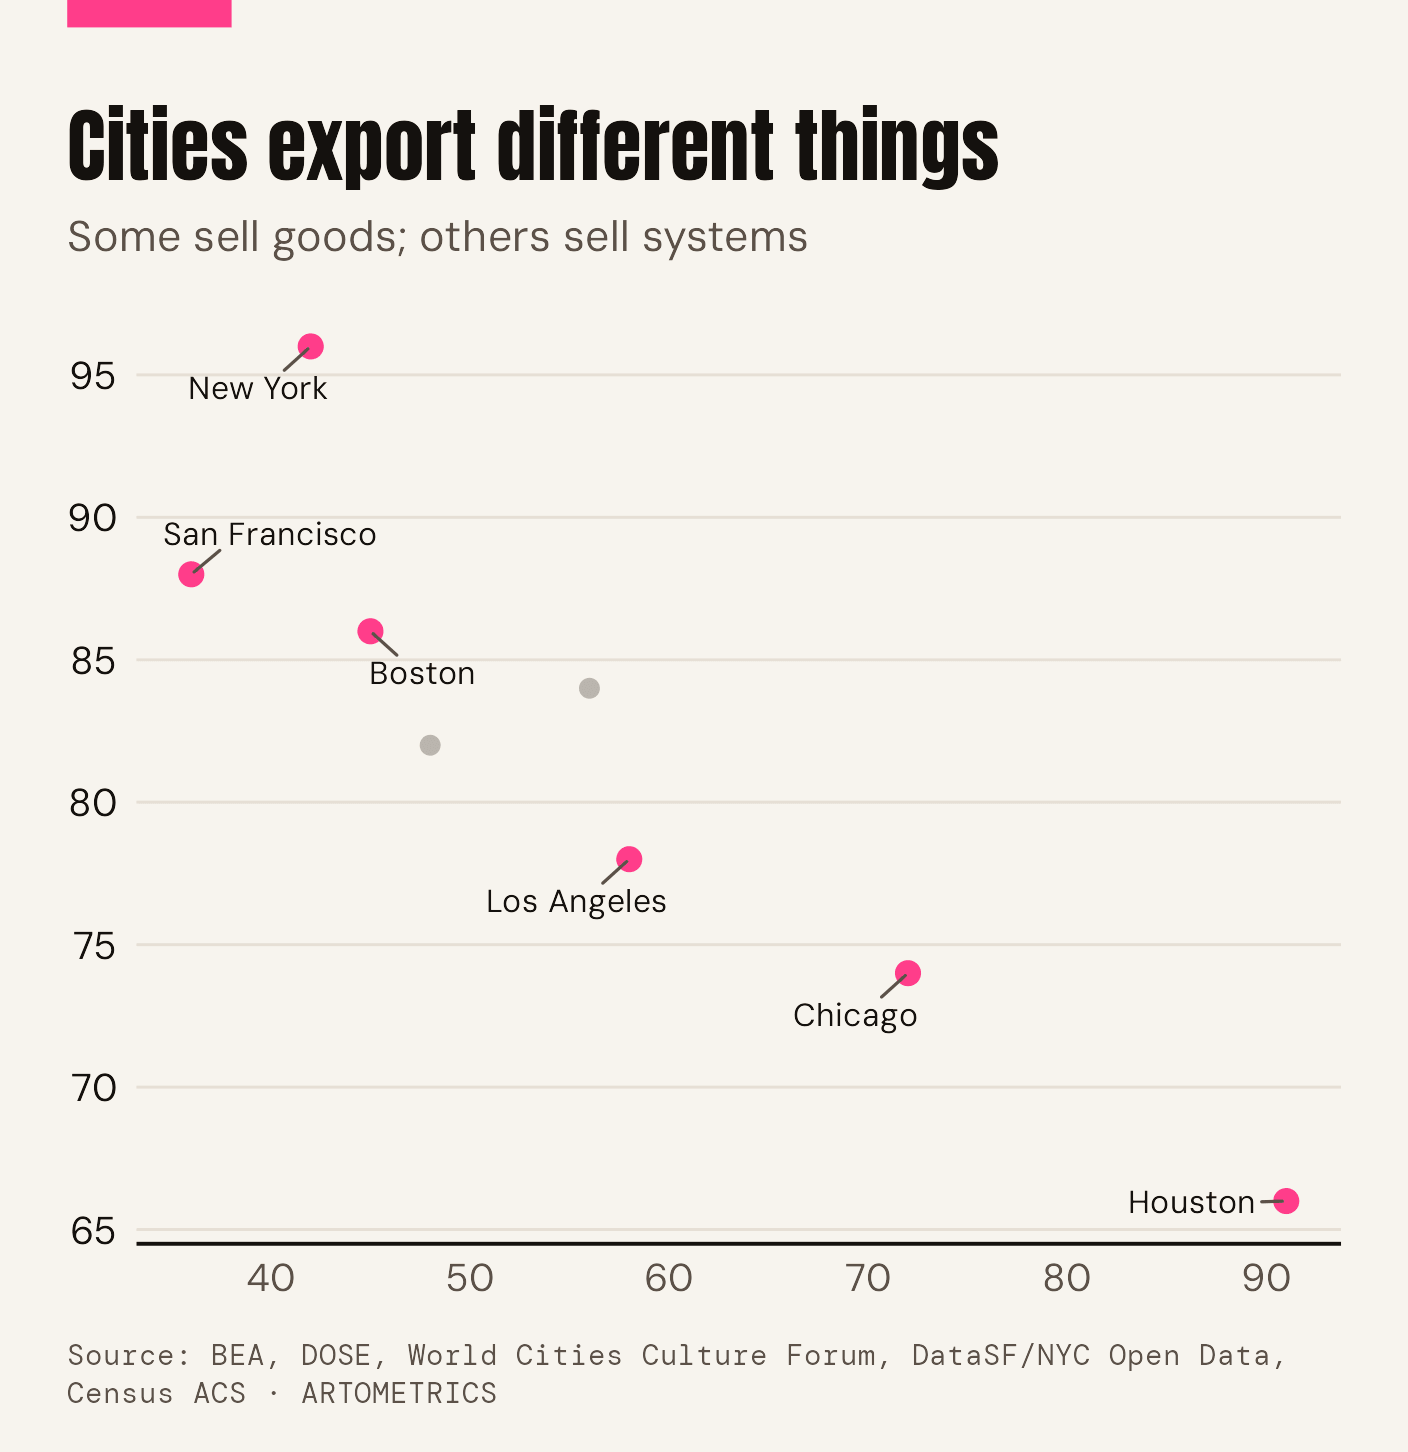 Cities export different things
Some sell goods; others sell systems
95
New York
90
San Francisco
85
Boston
80
Los Angeles
75
Chicago
70
Houston
65
40 50 60 70 80 90
Source: BEA, DOSE, World Cities Culture Forum, DataSF/NYC Open Data,
Census ACS · ARTOMETRICS